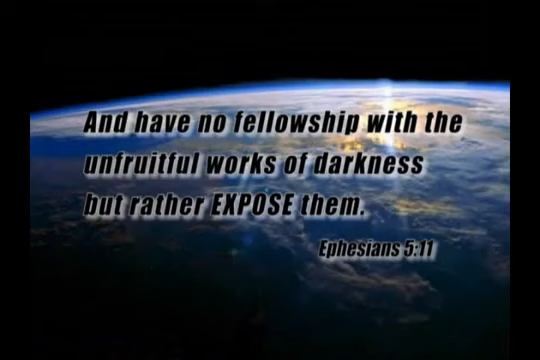 And have no fellowship with the
unfruitful works of darkness
but rather EXPOSE them.
Ephesians 5:11